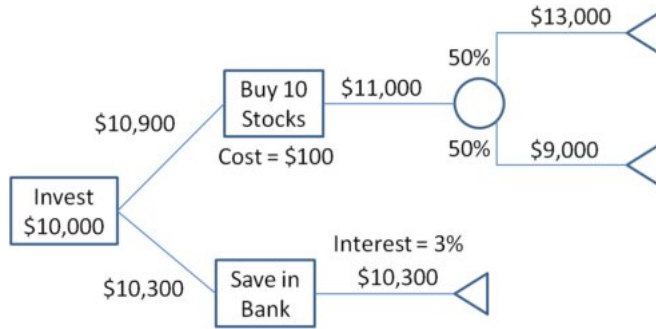 $13,000
50%
Buy 10
Stocks
$11,000
$10,900
Cost = $100
50%
$9,000
Invest
$10,000
Interest = 3%
$10,300
Save in
Bank
$10,300